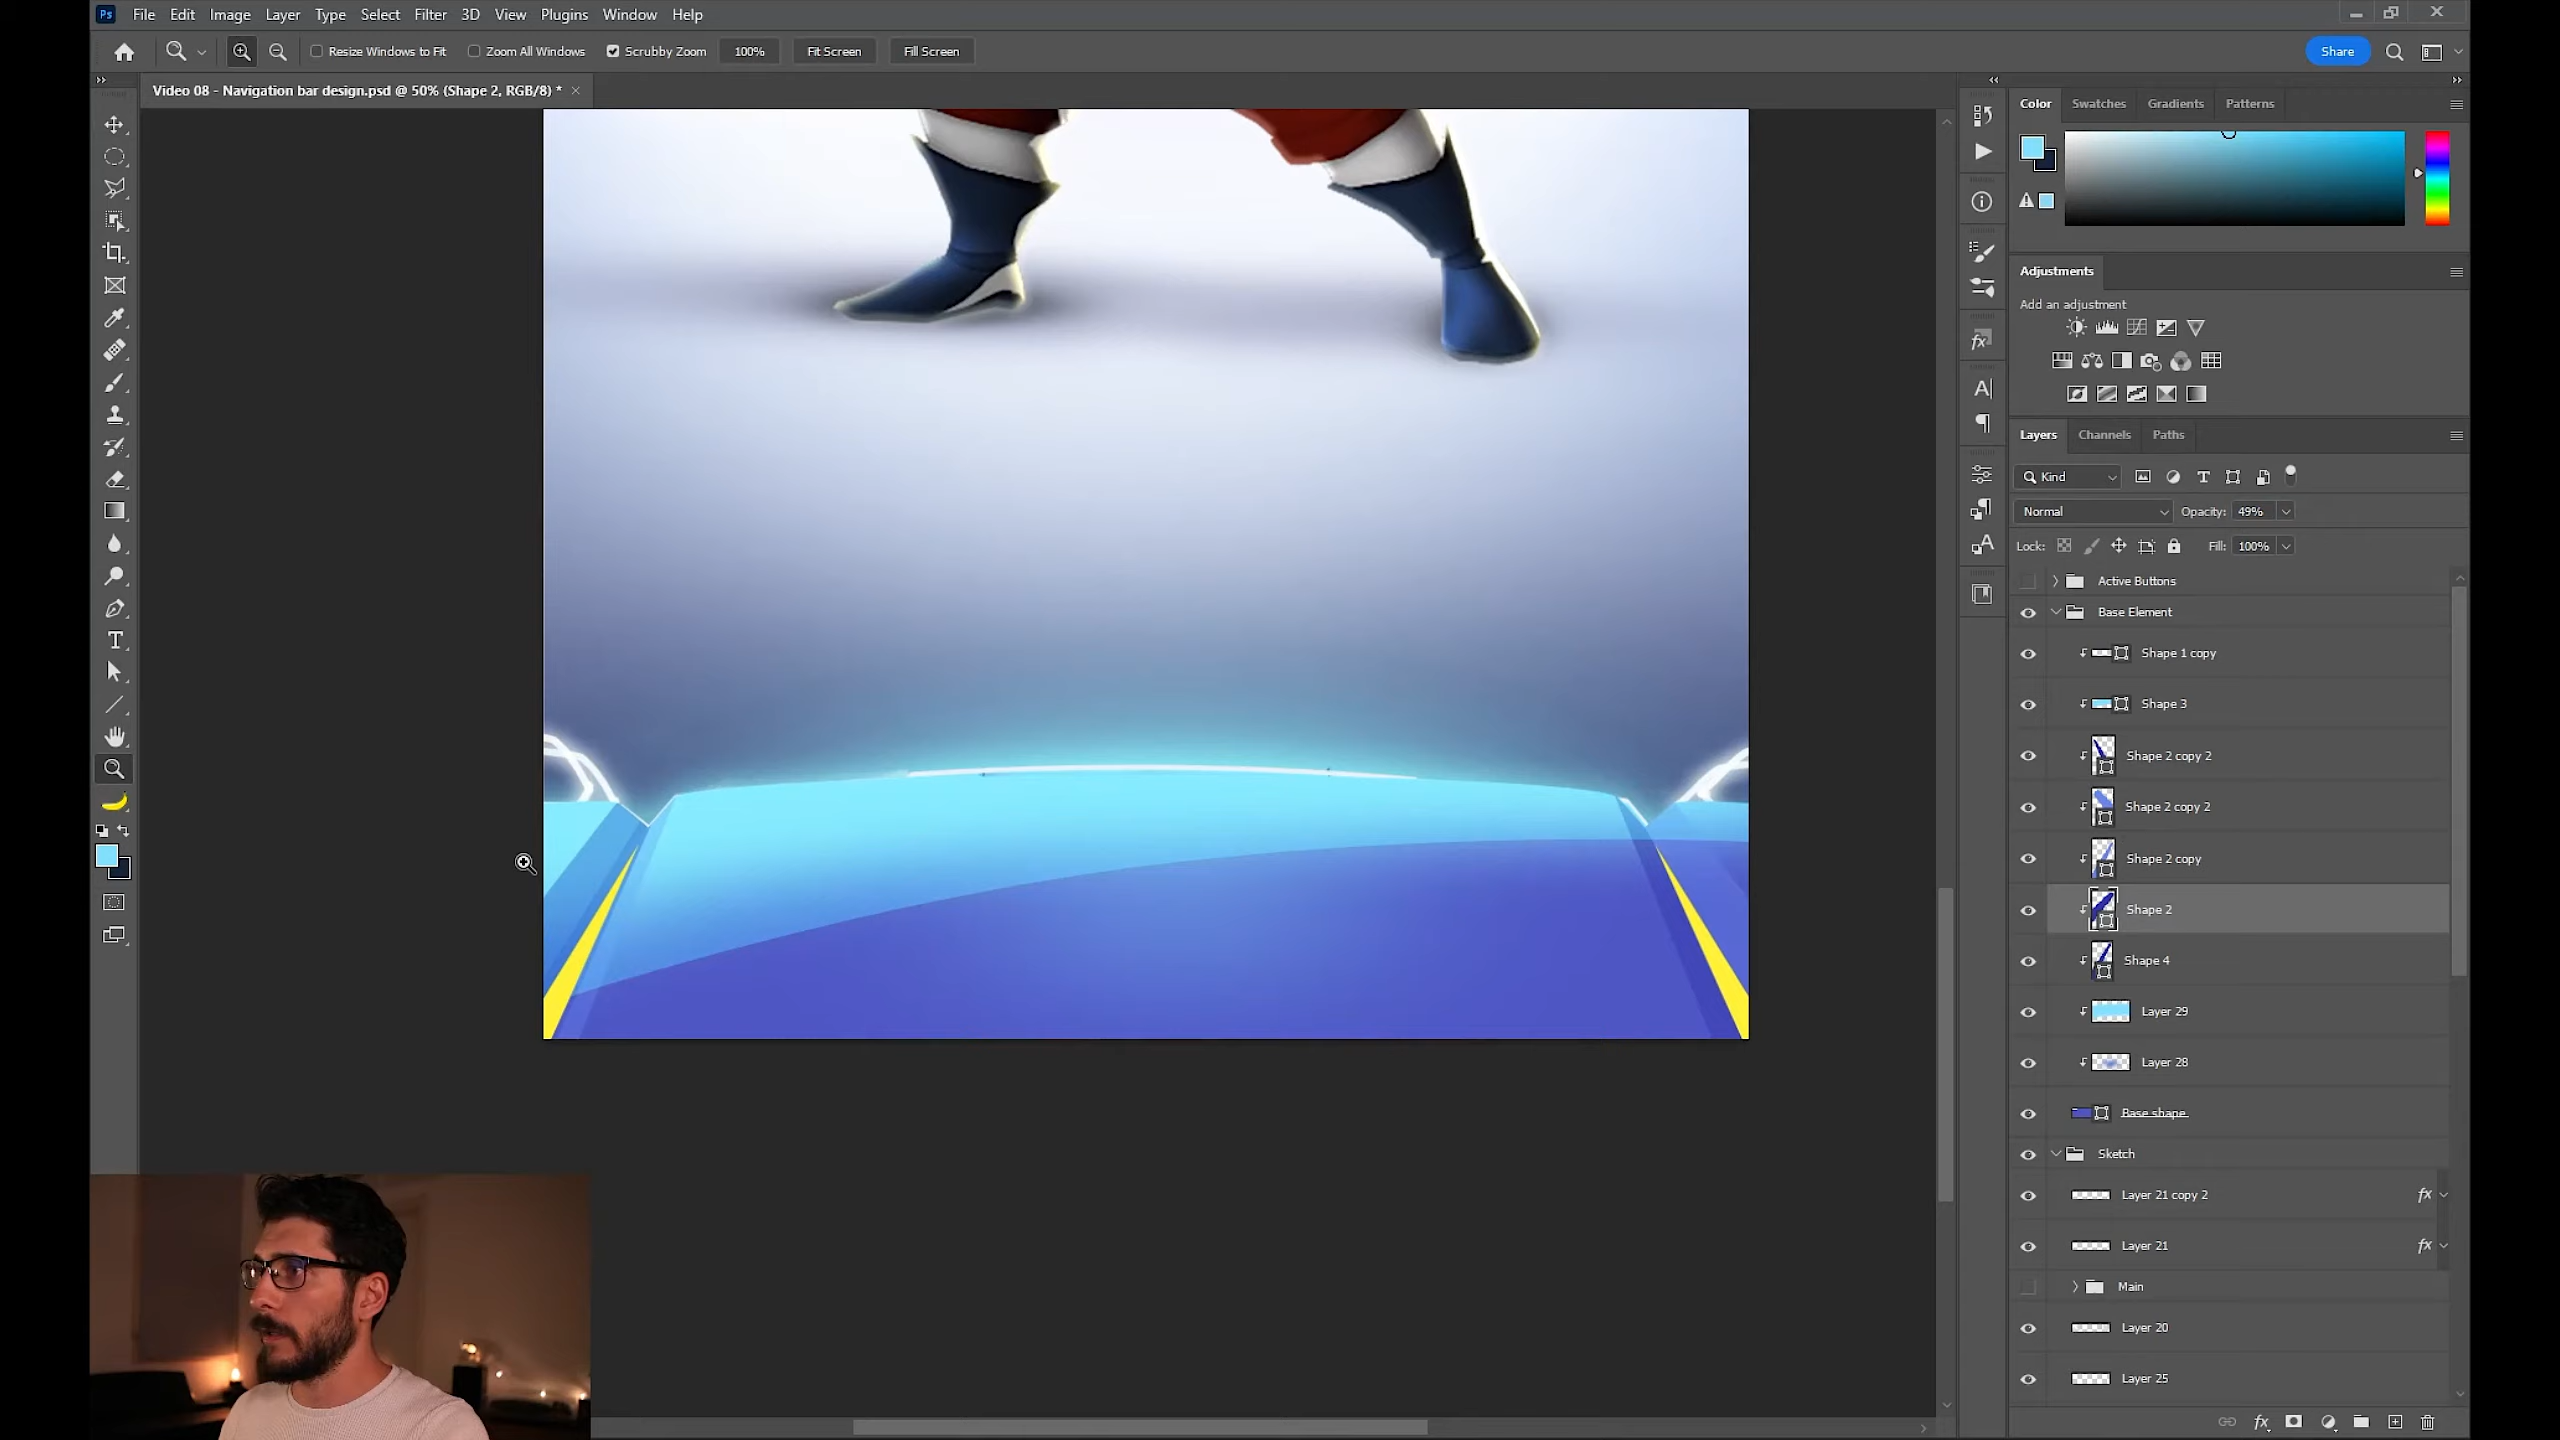 Ps File Edit Image Layer Type Select Filter 3D View Plugins Window Help
Resize Windows to Fit Zoom All Windows Scrubby Zoom 100% Fit Screen Fill Screen Share
Video 08 - Navigation bar design.psd @ 50% (Shape 2, RGB/8) *
Color Swatches Gradients Patterns
Adjustments
Add an adjustment
Layers Channels Paths
Kind
Normal Opacity: 49%
Lock: Fill: 100%
Active Buttons
Base Element
Shape 1 copy
Shape 3
Shape 2 copy 2
Shape 2 copy 2
Shape 2 copy
Shape 2
Shape 4
Layer 29
Layer 28
Base shape
Sketch
Layer 21 copy 2 fx
Layer 21 fx
Main
Layer 20
Layer 25